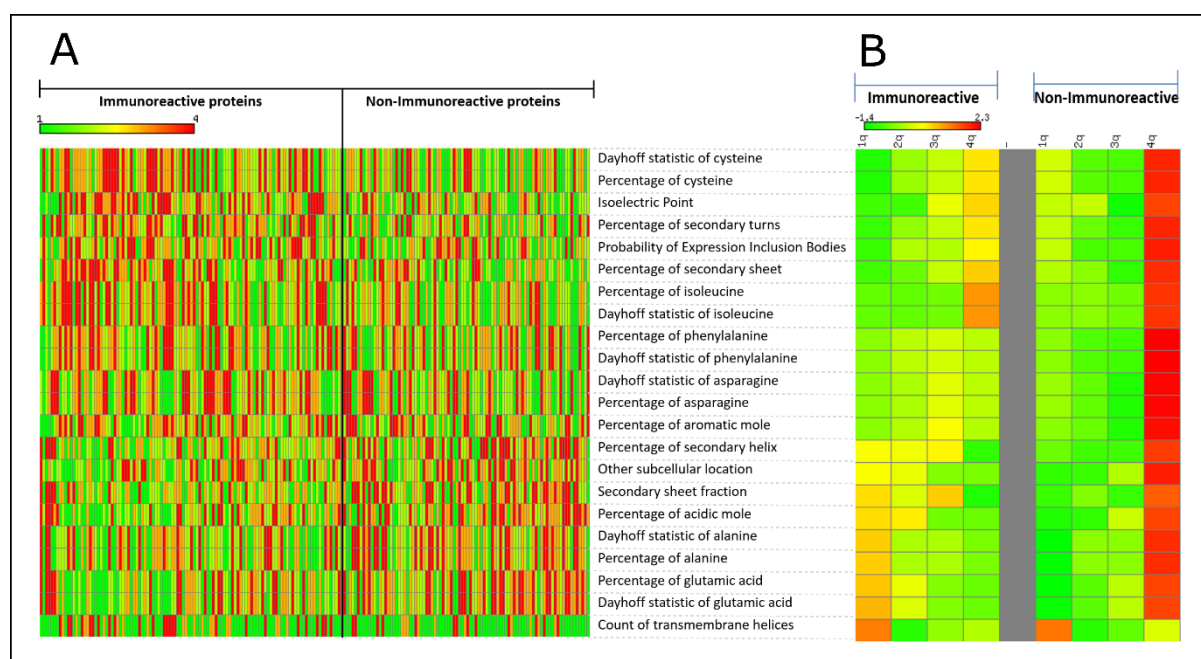 A
B
Immunoreactive proteins
Non-Immunoreactive proteins
Immunoreactive
Non-Immunoreactive
1
4
-1.4
2.3
1q
2q
3q
4q
–
1q
2q
3q
4q
Dayhoff statistic of cysteine
Percentage of cysteine
Isoelectric Point
Percentage of secondary turns
Probability of Expression Inclusion Bodies
Percentage of secondary sheet
Percentage of isoleucine
Dayhoff statistic of isoleucine
Percentage of phenylalanine
Dayhoff statistic of phenylalanine
Dayhoff statistic of asparagine
Percentage of asparagine
Percentage of aromatic mole
Percentage of secondary helix
Other subcellular location
Secondary sheet fraction
Percentage of acidic mole
Dayhoff statistic of alanine
Percentage of alanine
Percentage of glutamic acid
Dayhoff statistic of glutamic acid
Count of transmembrane helices